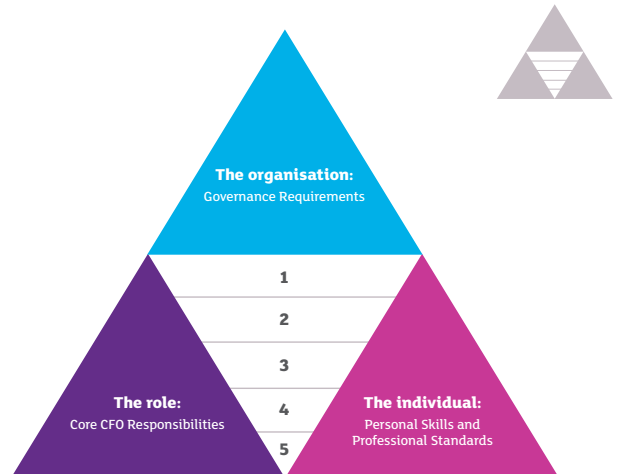 The organisation:
Governance Requirements
1
2
3
4
5
The role:
Core CFO Responsibilities
The individual:
Personal Skills and
Professional Standards